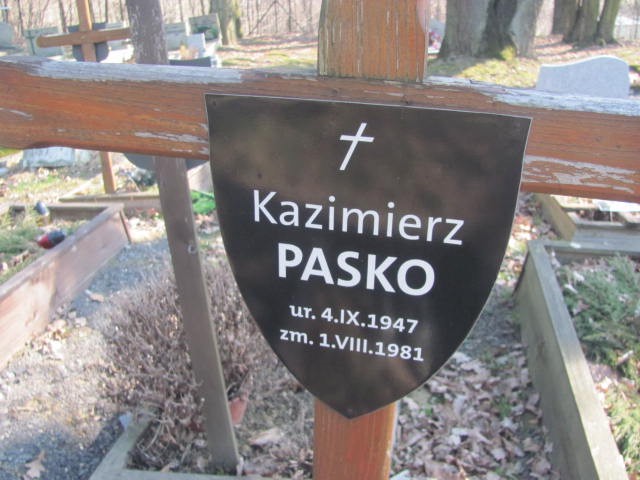 Kazimierz
PASKO
ur. 4.IX.1947
zm. 1.VIII.1981